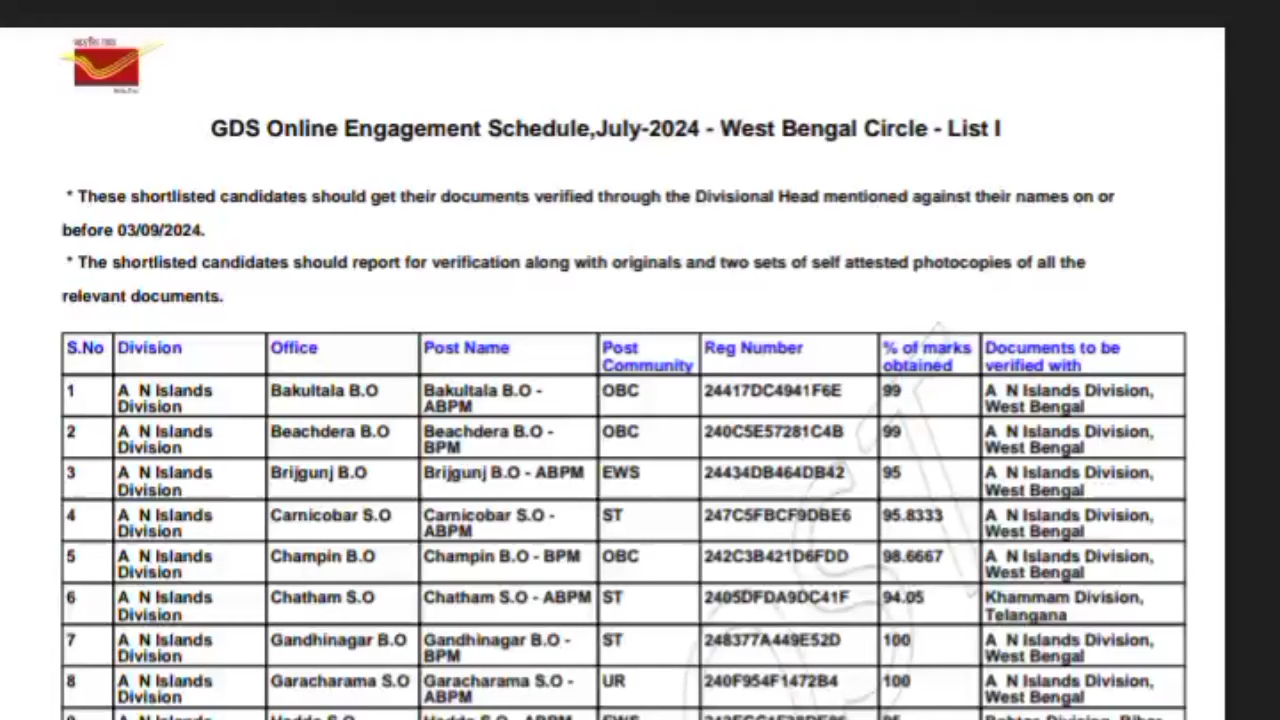 GDS Online Engagement Schedule,July-2024 - West Bengal Circle - List I
* These shortlisted candidates should get their documents verified through the Divisional Head mentioned against their names on or
before 03/09/2024.
* The shortlisted candidates should report for verification along with originals and two sets of self attested photocopies of all the
relevant documents.
S.No Division Office Post Name Post Community Reg Number % of marks obtained Documents to be verified with
1 A N Islands Division Bakultala B.O Bakultala B.O - ABPM OBC 24417DC4941F6E 99 A N Islands Division, West Bengal
2 A N Islands Division Beachdera B.O Beachdera B.O - BPM OBC 240C5E57281C4B 99 A N Islands Division, West Bengal
3 A N Islands Division Brijgunj B.O Brijgunj B.O - ABPM EWS 24434DB464DB42 95 A N Islands Division, West Bengal
4 A N Islands Division Carnicobar S.O Carnicobar S.O - ABPM ST 247C5FBCF9DBE6 95.8333 A N Islands Division, West Bengal
5 A N Islands Division Champin B.O Champin B.O - BPM OBC 242C3B421D6FDD 98.6667 A N Islands Division, West Bengal
6 A N Islands Division Chatham S.O Chatham S.O - ABPM ST 2405DFDA9DC41F 94.05 Khammam Division, Telangana
7 A N Islands Division Gandhinagar B.O Gandhinagar B.O - BPM ST 248377A449E52D 100 A N Islands Division, West Bengal
8 A N Islands Division Garacharama S.O Garacharama S.O - ABPM UR 240F954F1472B4 100 A N Islands Division, West Bengal